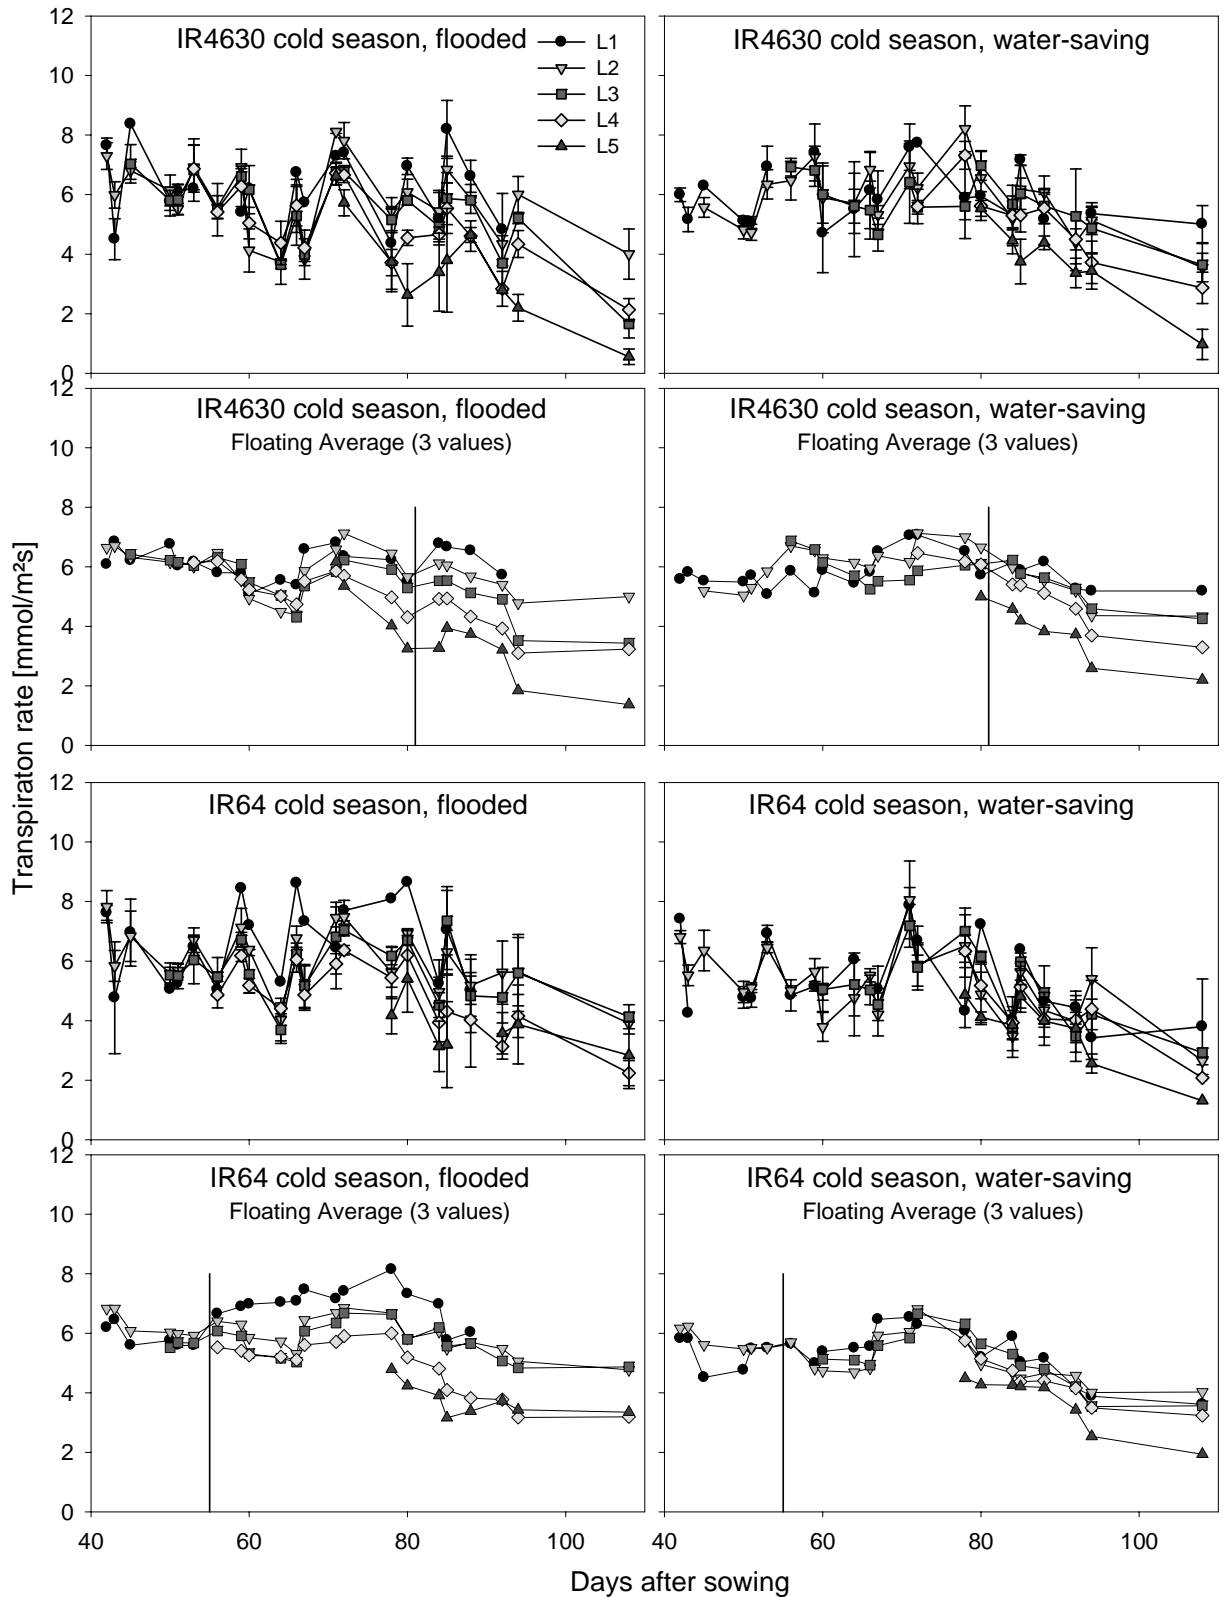 IR4630 cold season, flooded
L1
L2
L3
L4
L5
IR4630 cold season, water-saving
12
10
8
6
4
2
0
IR4630 cold season, flooded
Floating Average (3 values)
IR4630 cold season, water-saving
Floating Average (3 values)
12
10
8
6
4
2
0
Transpiraton rate [mmol/m²s]
IR64 cold season, flooded
IR64 cold season, water-saving
12
10
8
6
4
2
0
IR64 cold season, flooded
Floating Average (3 values)
IR64 cold season, water-saving
Floating Average (3 values)
12
10
8
6
4
2
0
40 60 80 100 40 60 80 100
Days after sowing